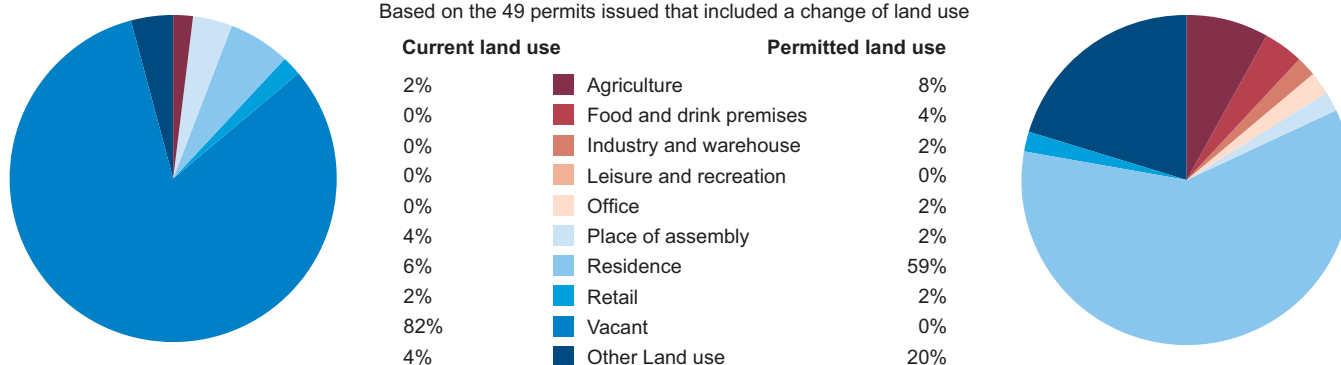 Based on the 49 permits issued that included a change of land use
Current land use Permitted land use
2% Agriculture 8%
0% Food and drink premises 4%
0% Industry and warehouse 2%
0% Leisure and recreation 0%
0% Office 2%
4% Place of assembly 2%
6% Residence 59%
2% Retail 2%
82% Vacant 0%
4% Other Land use 20%